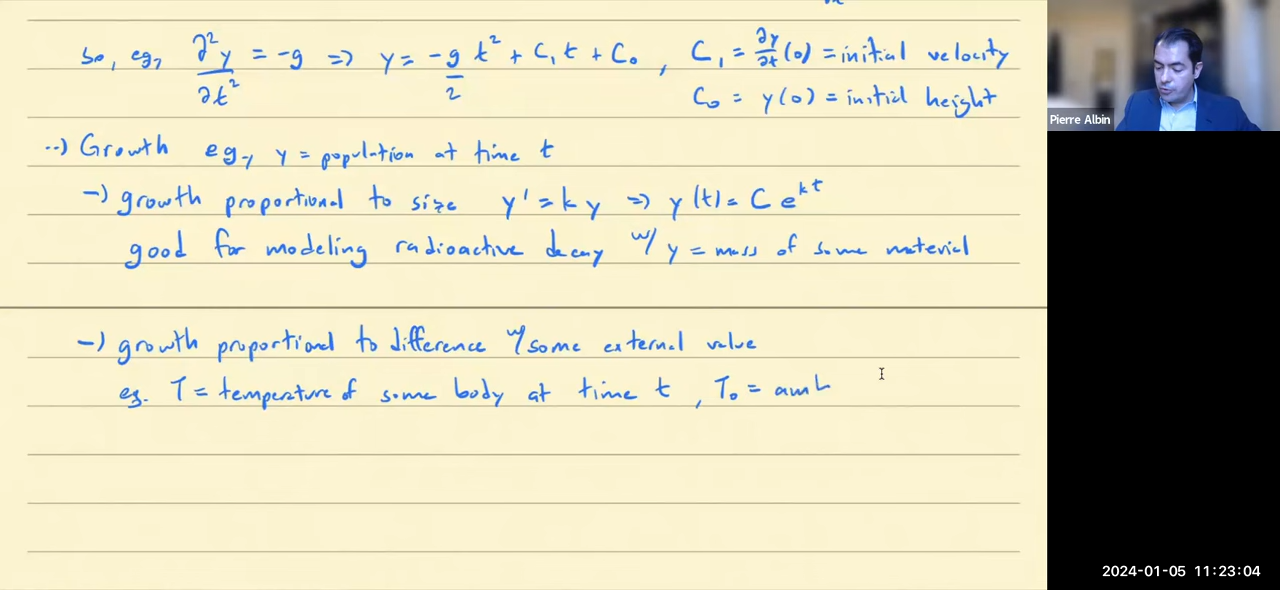 So, eg, ∂²y/∂t² = -g => y = -g/2 t² + C₁t + C₀ , C₁ = ∂y/∂t (0) = initial velocity
C₀ = y(0) = initial height
··) Growth eg, y = population at time t
-) growth proportional to size y' = ky => y(t) = C e^{kt}
good for modeling radioactive decay w/ y = mass of some material
-) growth proportional to difference w/ some external value
eg. T = temperature of some body at time t , T₀ = amb
Pierre Albin
2024-01-05 11:23:04